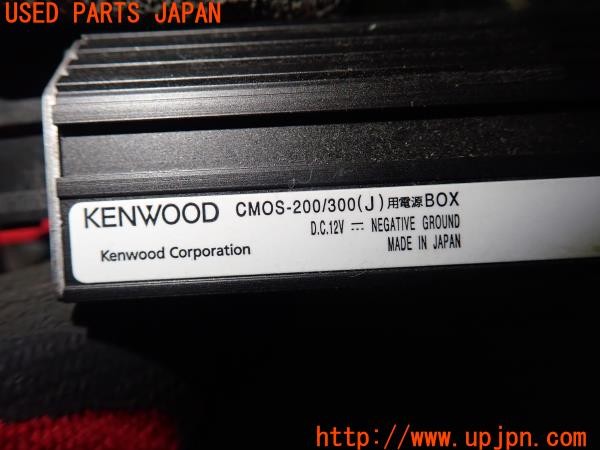 USED PARTS JAPAN
KENWOOD CMOS-200/300(J)用電源BOX
D.C.12V ⎓ NEGATIVE GROUND
Kenwood Corporation MADE IN JAPAN
http://www.upjpn.com/